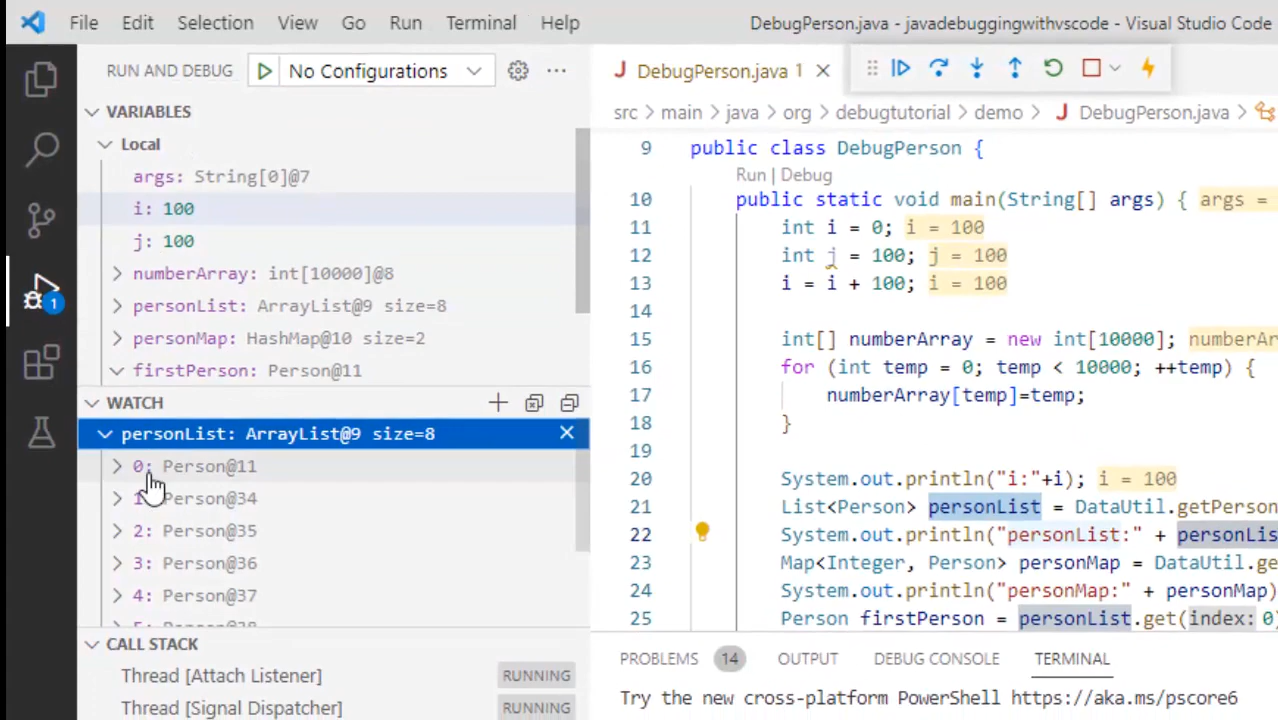 File Edit Selection View Go Run Terminal Help DebugPerson.java - javadebuggingwithvscode - Visual Studio Code
RUN AND DEBUG No Configurations
VARIABLES
Local
args: String[0]@7
i: 100
j: 100
numberArray: int[10000]@8
personList: ArrayList@9 size=8
personMap: HashMap@10 size=2
firstPerson: Person@11
WATCH
personList: ArrayList@9 size=8
0: Person@11
1: Person@34
2: Person@35
3: Person@36
4: Person@37
CALL STACK
Thread [Attach Listener] RUNNING
Thread [Signal Dispatcher] RUNNING
1
J DebugPerson.java 1
src > main > java > org > debugtutorial > demo > J DebugPerson.java >
9 public class DebugPerson {
Run | Debug
10 public static void main(String[] args) { args =
11 int i = 0; i = 100
12 int j = 100; j = 100
13 i = i + 100; i = 100
14
15 int[] numberArray = new int[10000]; numberAr
16 for (int temp = 0; temp < 10000; ++temp) {
17 numberArray[temp]=temp;
18 }
19
20 System.out.println("i:"+i); i = 100
21 List<Person> personList = DataUtil.getPerson
22 System.out.println("personList:" + personLis
23 Map<Integer, Person> personMap = DataUtil.ge
24 System.out.println("personMap:" + personMap)
25 Person firstPerson = personList.get(index: 0)
PROBLEMS 14 OUTPUT DEBUG CONSOLE TERMINAL
Try the new cross-platform PowerShell https://aka.ms/pscore6